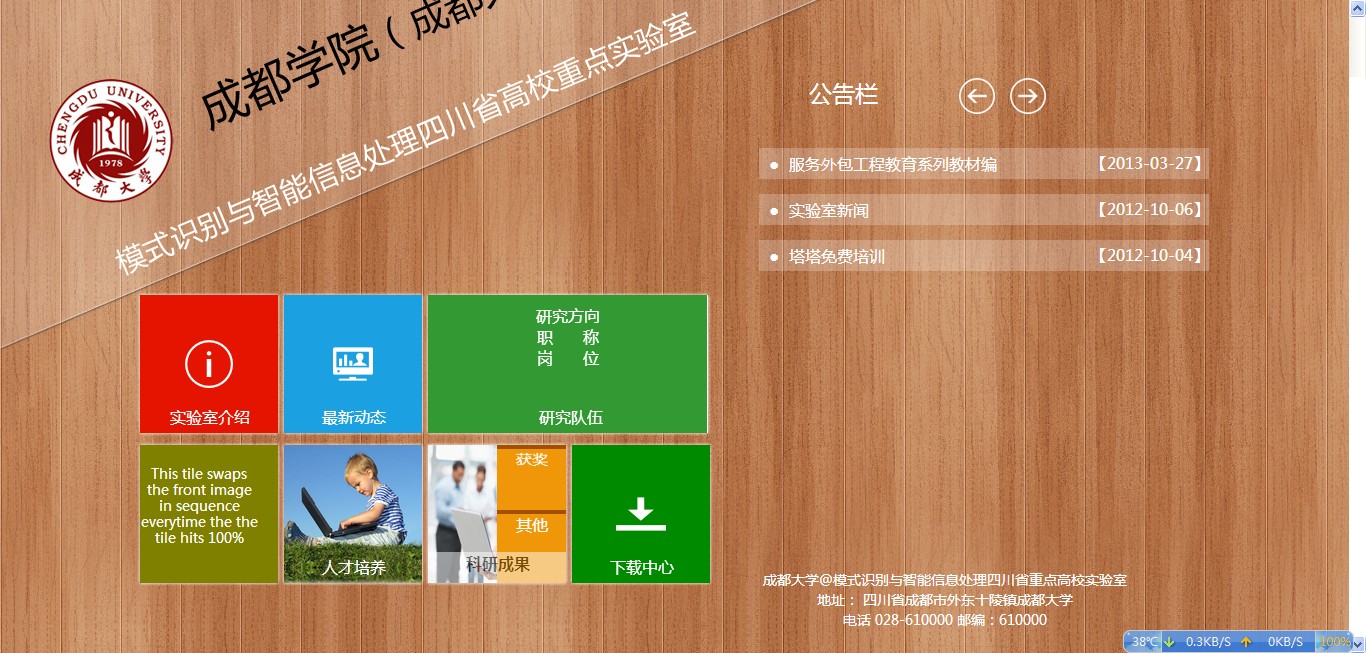 成都学院（成都
模式识别与智能信息处理四川省高校重点实验室
CHENGDU UNIVERSITY
1978
成都大学
公告栏
服务外包工程教育系列教材编 【2013-03-27】
实验室新闻 【2012-10-06】
塔塔免费培训 【2012-10-04】
i
实验室介绍
最新动态
研究方向
职 称
岗 位
研究队伍
This tile swaps
the front image
in sequence
everytime the the
tile hits 100%
人才培养
获奖
其他
科研成果
下载中心
成都大学@模式识别与智能信息处理四川省重点高校实验室
地址： 四川省成都市外东十陵镇成都大学
电话 028-610000 邮编：610000
38℃ 0.3KB/S 0KB/S 100%